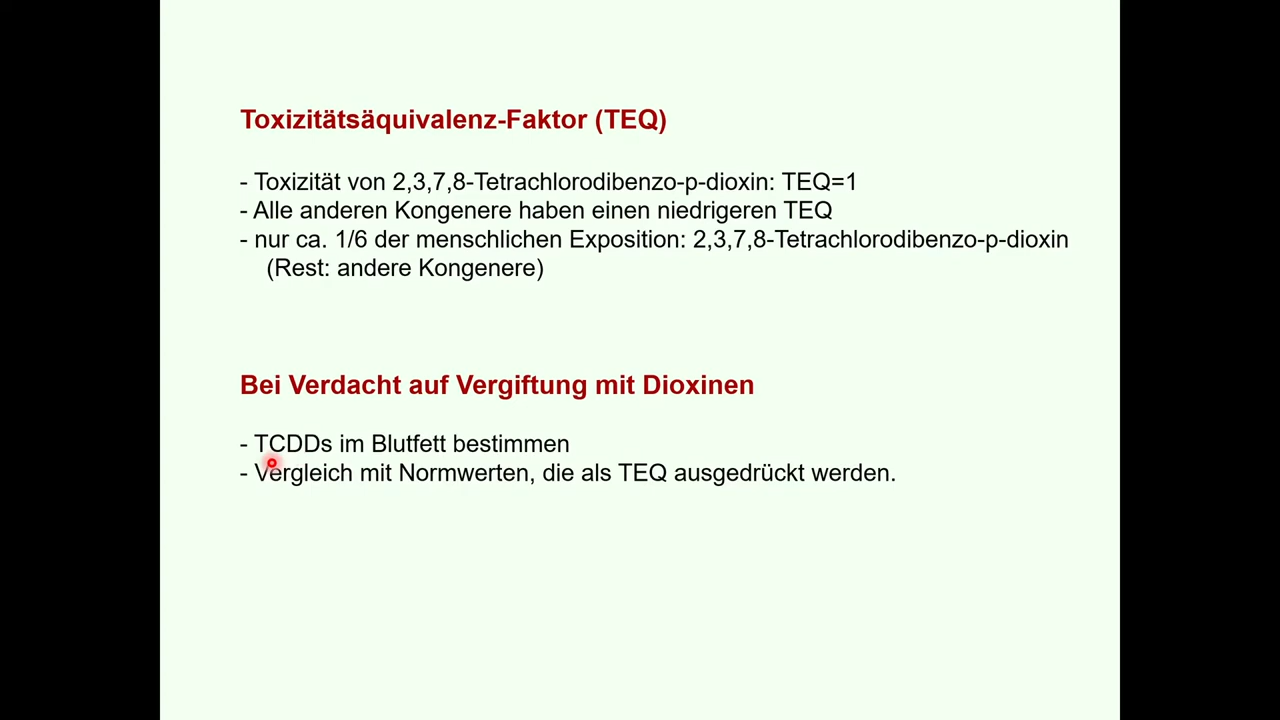 Toxizitätsäquivalenz-Faktor (TEQ)
- Toxizität von 2,3,7,8-Tetrachlorodibenzo-p-dioxin: TEQ=1
- Alle anderen Kongenere haben einen niedrigeren TEQ
- nur ca. 1/6 der menschlichen Exposition: 2,3,7,8-Tetrachlorodibenzo-p-dioxin
(Rest: andere Kongenere)
Bei Verdacht auf Vergiftung mit Dioxinen
- TCDDs im Blutfett bestimmen
- Vergleich mit Normwerten, die als TEQ ausgedrückt werden.